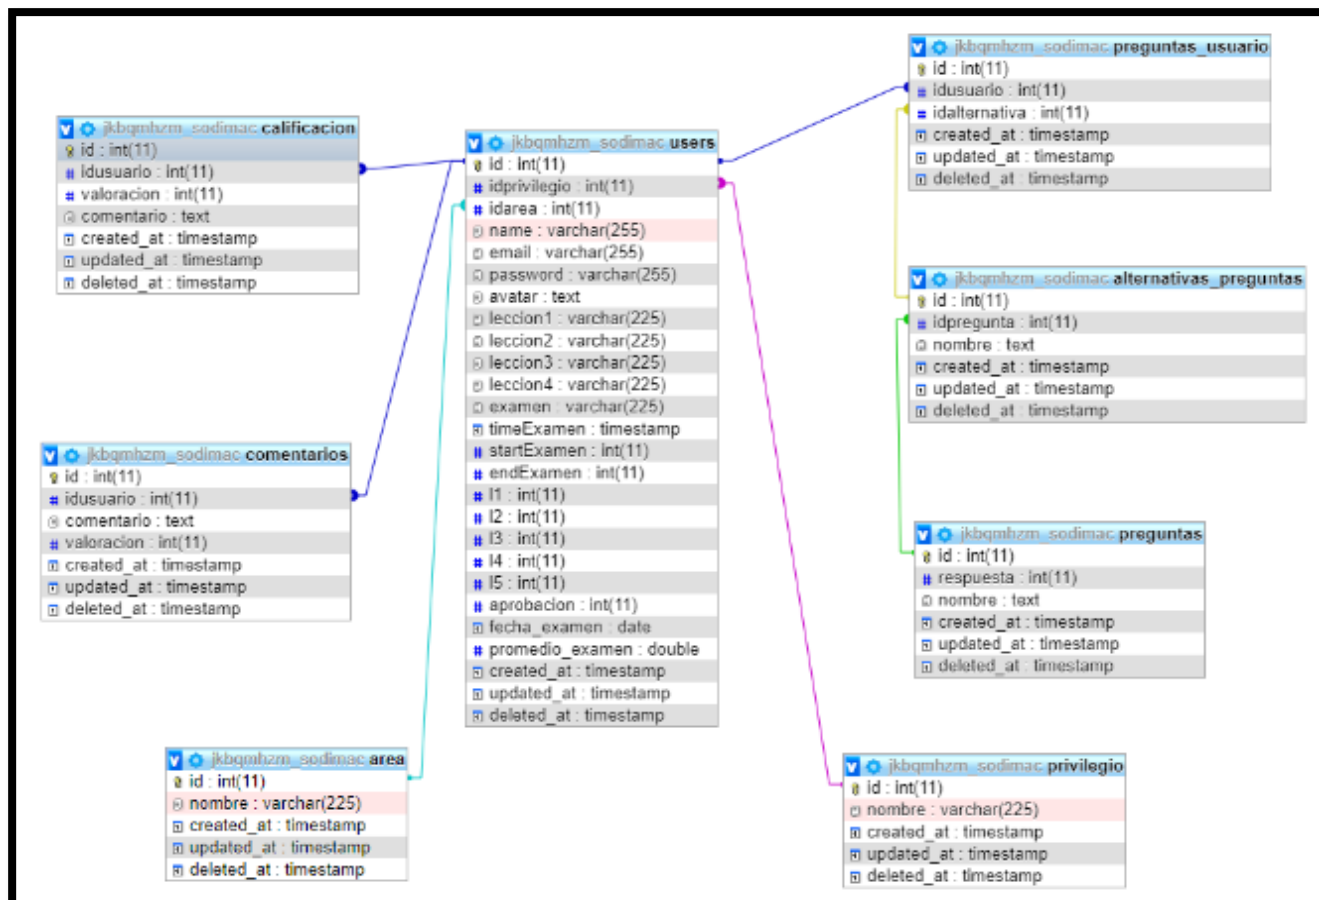 jkbqmhzm_sodimac calificacion
id : int(11)
idusuario : int(11)
valoracion : int(11)
comentario : text
created_at : timestamp
updated_at : timestamp
deleted_at : timestamp
jkbqmhzm_sodimac comentarios
id : int(11)
idusuario : int(11)
comentario : text
valoracion : int(11)
created_at : timestamp
updated_at : timestamp
deleted_at : timestamp
jkbqmhzm_sodimac area
id : int(11)
nombre : varchar(225)
created_at : timestamp
updated_at : timestamp
deleted_at : timestamp
jkbqmhzm_sodimac users
id : int(11)
idprivilegio : int(11)
idarea : int(11)
name : varchar(255)
email : varchar(255)
password : varchar(255)
avatar : text
leccion1 : varchar(225)
leccion2 : varchar(225)
leccion3 : varchar(225)
leccion4 : varchar(225)
examen : varchar(225)
timeExamen : timestamp
startExamen : int(11)
endExamen : int(11)
l1 : int(11)
l2 : int(11)
l3 : int(11)
l4 : int(11)
l5 : int(11)
aprobacion : int(11)
fecha_examen : date
promedio_examen : double
created_at : timestamp
updated_at : timestamp
deleted_at : timestamp
jkbqmhzm_sodimac preguntas_usuario
id : int(11)
idusuario : int(11)
idalternativa : int(11)
created_at : timestamp
updated_at : timestamp
deleted_at : timestamp
jkbqmhzm_sodimac alternativas_preguntas
id : int(11)
idpregunta : int(11)
nombre : text
created_at : timestamp
updated_at : timestamp
deleted_at : timestamp
jkbqmhzm_sodimac preguntas
id : int(11)
respuesta : int(11)
nombre : text
created_at : timestamp
updated_at : timestamp
deleted_at : timestamp
jkbqmhzm_sodimac privilegio
id : int(11)
nombre : varchar(225)
created_at : timestamp
updated_at : timestamp
deleted_at : timestamp